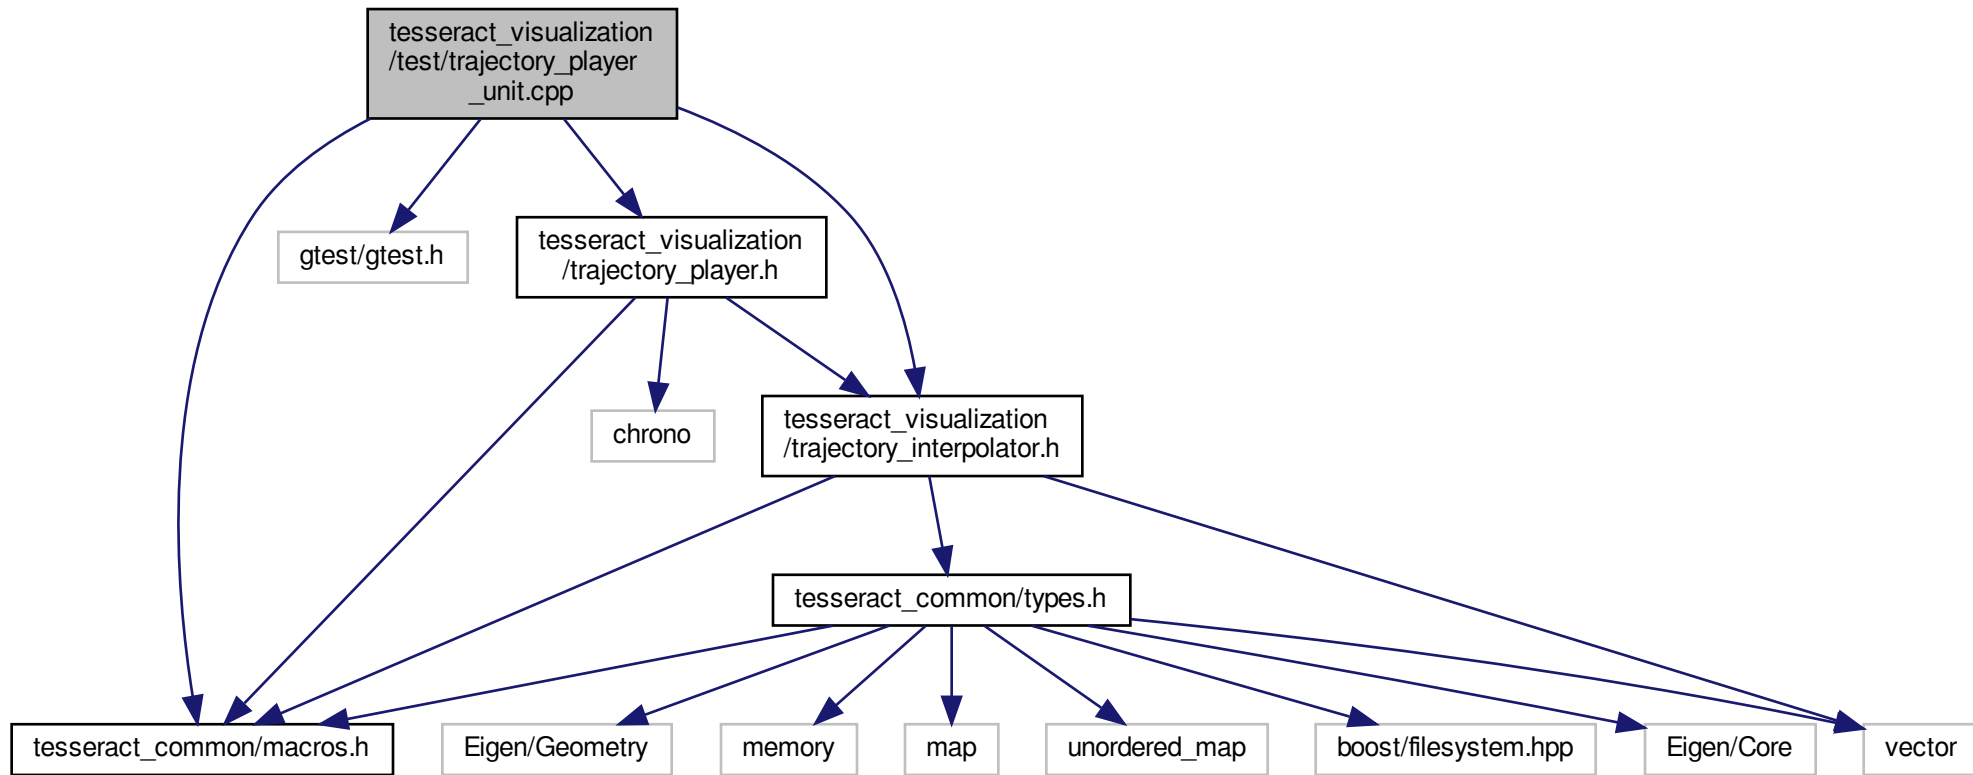 tesseract_visualization
/test/trajectory_player
_unit.cpp
gtest/gtest.h
tesseract_visualization
/trajectory_player.h
chrono
tesseract_visualization
/trajectory_interpolator.h
tesseract_common/types.h
tesseract_common/macros.h
Eigen/Geometry
memory
map
unordered_map
boost/filesystem.hpp
Eigen/Core
vector